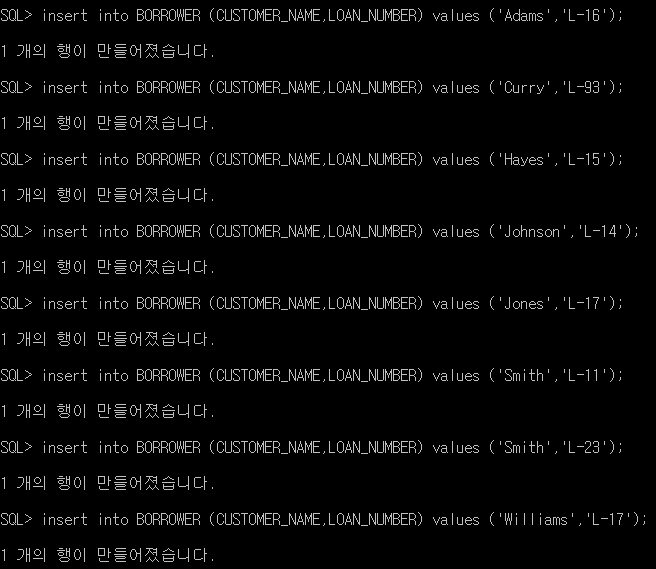 SQL> insert into BORROWER (CUSTOMER_NAME,LOAN_NUMBER) values ('Adams','L-16');
1 개의 행이 만들어졌습니다.
SQL> insert into BORROWER (CUSTOMER_NAME,LOAN_NUMBER) values ('Curry','L-93');
1 개의 행이 만들어졌습니다.
SQL> insert into BORROWER (CUSTOMER_NAME,LOAN_NUMBER) values ('Hayes','L-15');
1 개의 행이 만들어졌습니다.
SQL> insert into BORROWER (CUSTOMER_NAME,LOAN_NUMBER) values ('Johnson','L-14');
1 개의 행이 만들어졌습니다.
SQL> insert into BORROWER (CUSTOMER_NAME,LOAN_NUMBER) values ('Jones','L-17');
1 개의 행이 만들어졌습니다.
SQL> insert into BORROWER (CUSTOMER_NAME,LOAN_NUMBER) values ('Smith','L-11');
1 개의 행이 만들어졌습니다.
SQL> insert into BORROWER (CUSTOMER_NAME,LOAN_NUMBER) values ('Smith','L-23');
1 개의 행이 만들어졌습니다.
SQL> insert into BORROWER (CUSTOMER_NAME,LOAN_NUMBER) values ('Williams','L-17');
1 개의 행이 만들어졌습니다.